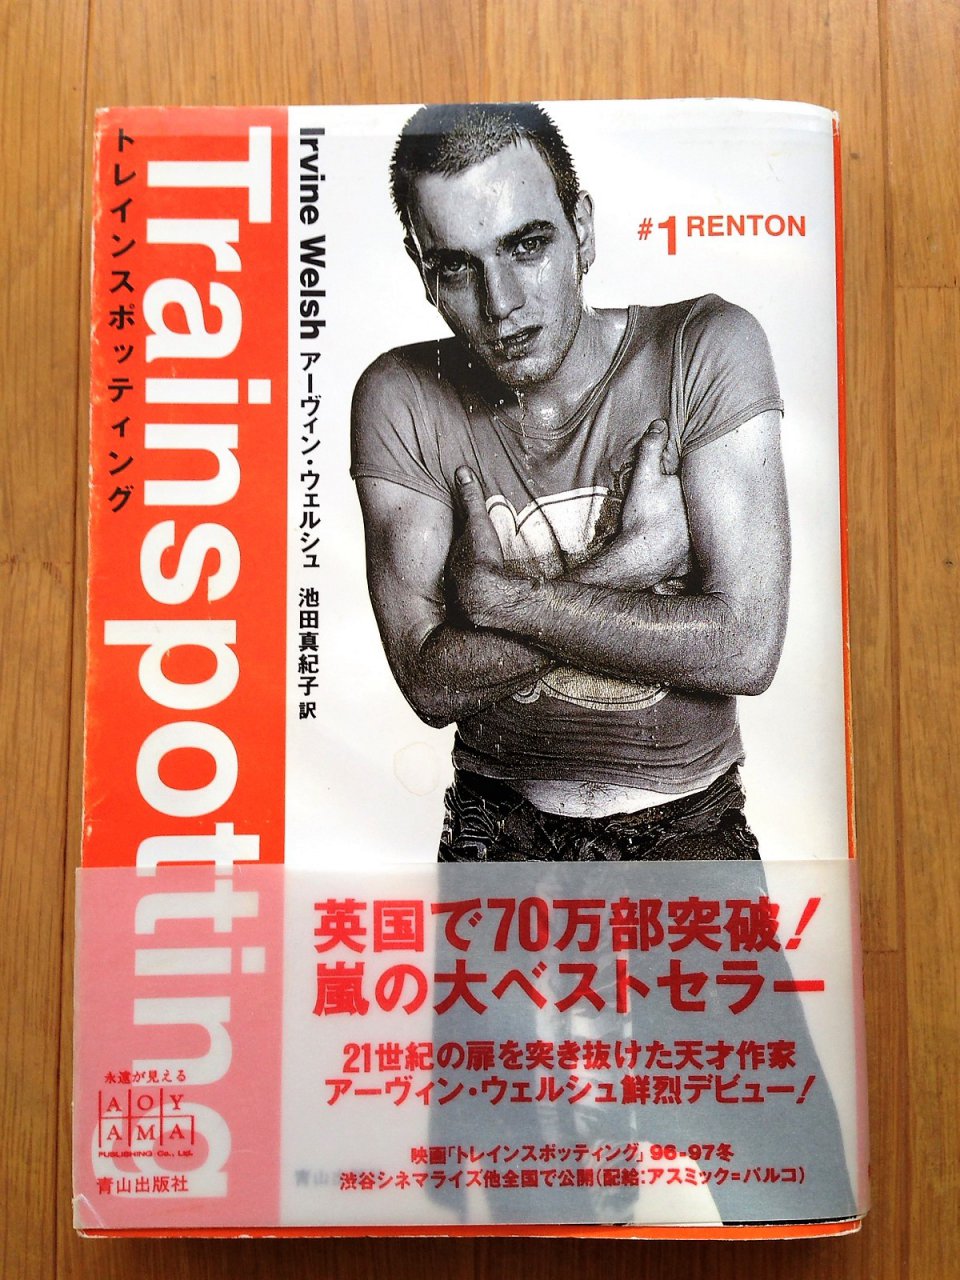 Trainspotting
トレインスポッティング
Irvine Welsh アーヴィン・ウェルシュ 池田真紀子 訳
#1 RENTON
英国で70万部突破!
嵐の大ベストセラー
21世紀の扉を突き抜けた天才作家
アーヴィン・ウェルシュ鮮烈デビュー!
映画「トレインスポッティング」96-97冬
渋谷シネマライズ他全国で公開(配給:アスミック=パルコ)
永遠が見える
AOY
AMA
PUBLISHING Co., Ltd.
青山出版社